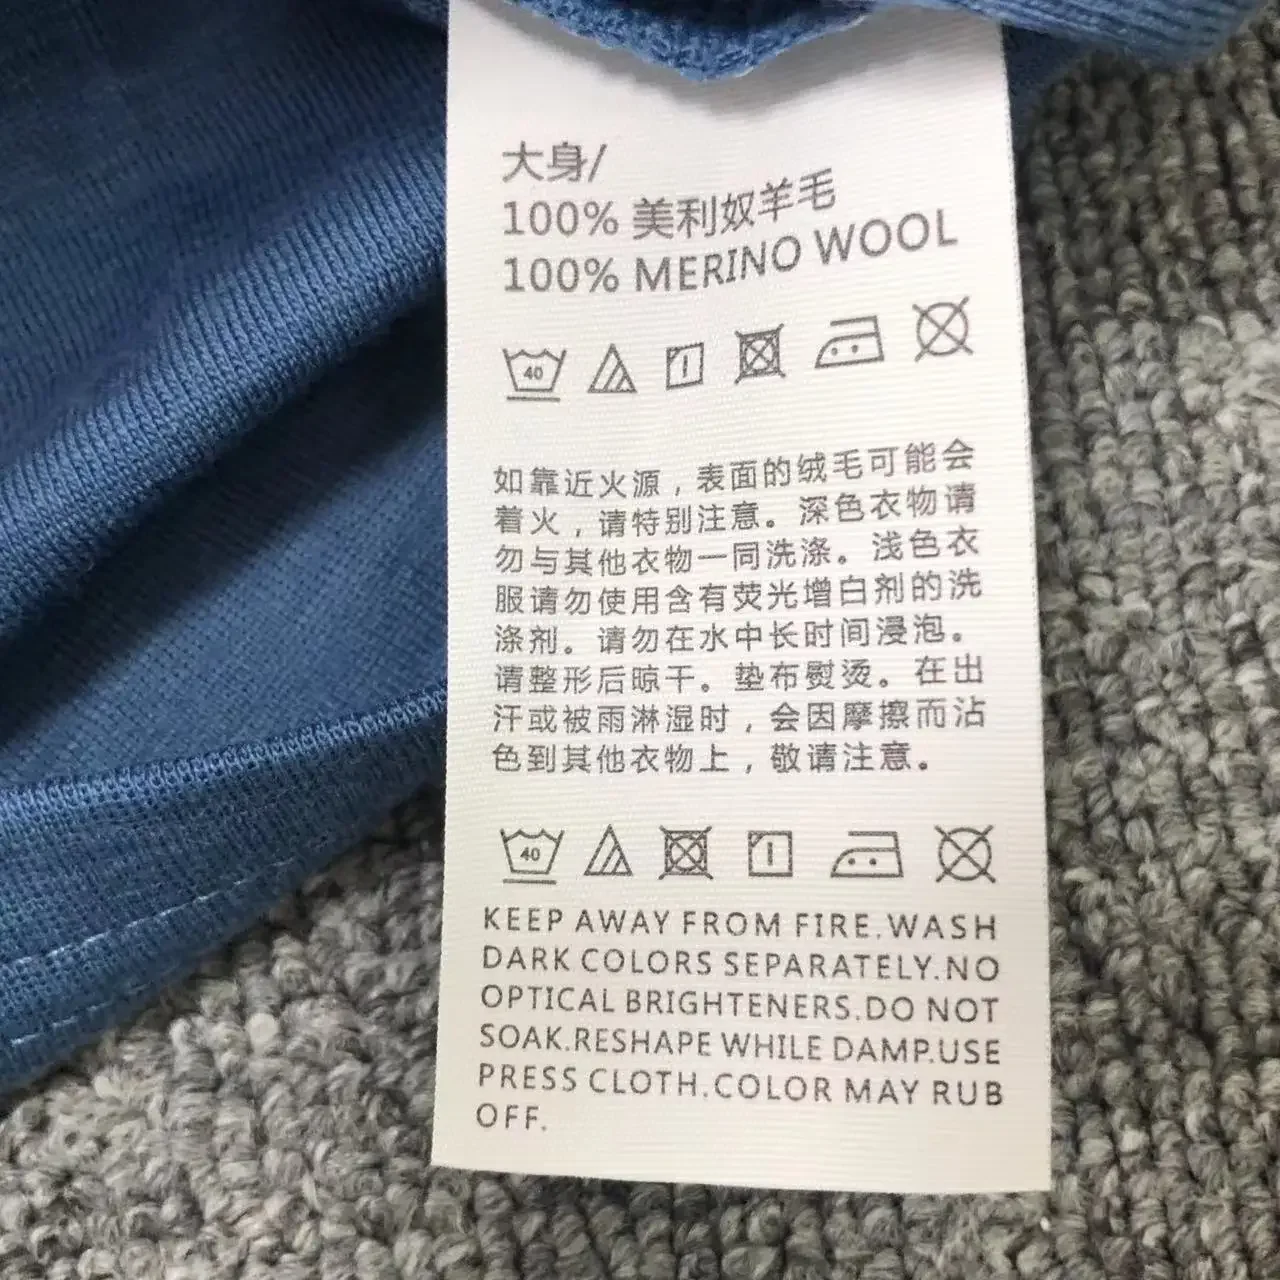 大身/
100% 美利奴羊毛
100% MERINO WOOL
40
如靠近火源，表面的绒毛可能会
着火，请特别注意。深色衣物请
勿与其他衣物一同洗涤。浅色衣
服请勿使用含有荧光增白剂的洗
涤剂。请勿在水中长时间浸泡。
请整形后晾干。垫布熨烫。在出
汗或被雨淋湿时，会因摩擦而沾
色到其他衣物上，敬请注意。
40
KEEP AWAY FROM FIRE.WASH
DARK COLORS SEPARATELY.NO
OPTICAL BRIGHTENERS.DO NOT
SOAK.RESHAPE WHILE DAMP.USE
PRESS CLOTH.COLOR MAY RUB
OFF.